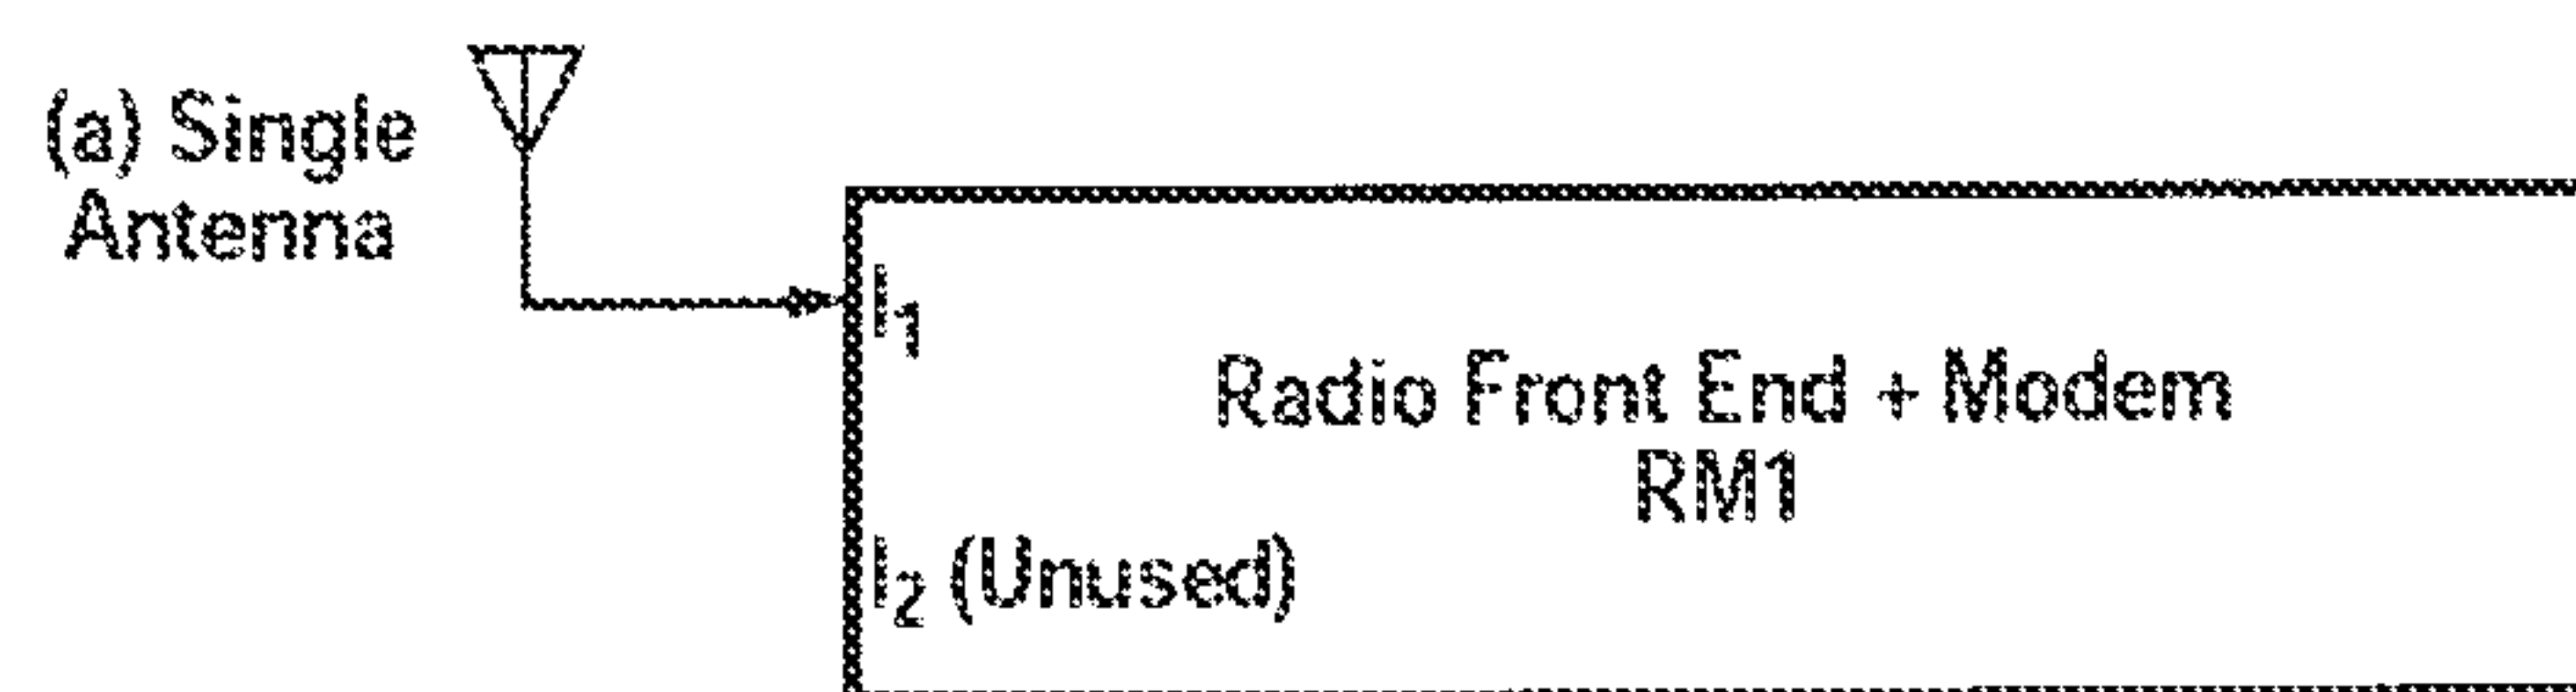 (a) Single
Antenna
I₁
Radio Front End + Modem
RM1
I₂ (Unused)